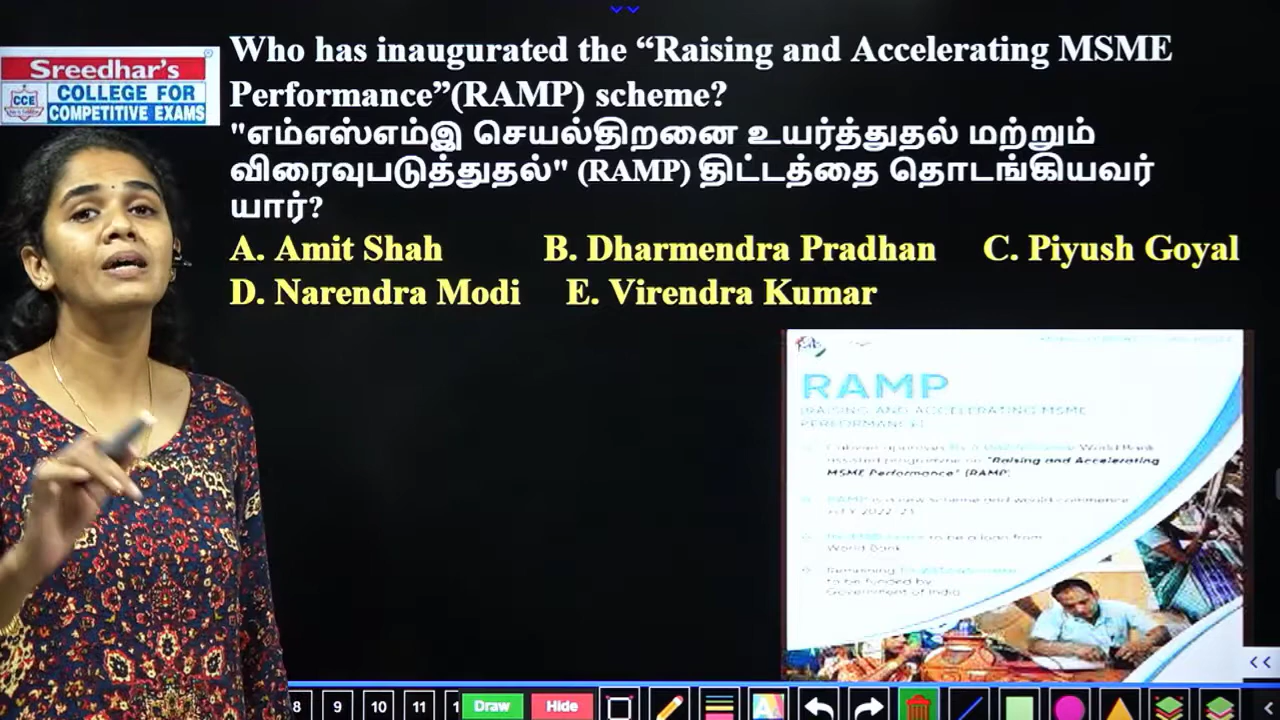 Sreedhar's
CCE
COLLEGE FOR
COMPETITIVE EXAMS
Who has inaugurated the “Raising and Accelerating MSME
Performance”(RAMP) scheme?
"எம்எஸ்எம்இ செயல்திறனை உயர்த்துதல் மற்றும்
விரைவுபடுத்துதல்" (RAMP) திட்டத்தை தொடங்கியவர்
யார்?
A. Amit Shah B. Dharmendra Pradhan C. Piyush Goyal
D. Narendra Modi E. Virendra Kumar
RAMP
(RAISING AND ACCELERATING MSME
PERFORMANCE)
World Bank
assisted programme on "Raising and Accelerating
MSME Performance" (RAMP)
RAMP is a new scheme and would commence
in FY 2022-23
to be a loan from
World Bank
Remaining
to be funded by
Government of India
8 9 10 11 1 Draw Hide A <
<<